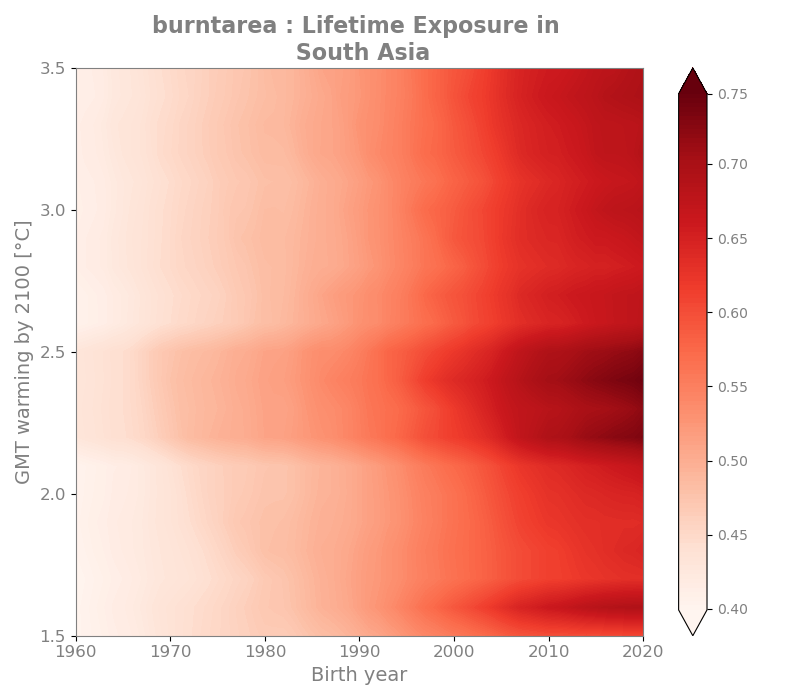 burntarea : Lifetime Exposure in
South Asia
3.5
3.0
2.5
2.0
1.5
GMT warming by 2100 [°C]
1960 1970 1980 1990 2000 2010 2020
Birth year
0.75
0.70
0.65
0.60
0.55
0.50
0.45
0.40